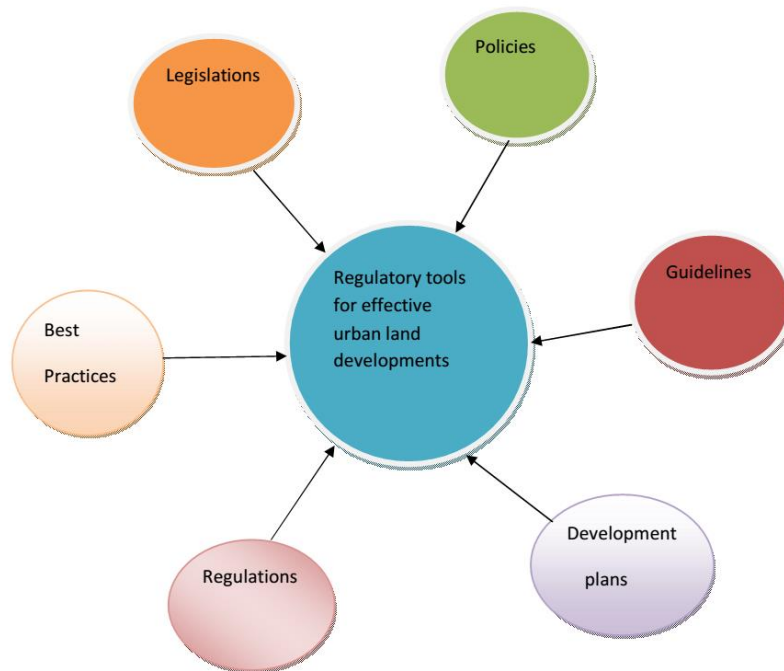 Legislations
Policies
Guidelines
Regulatory tools
for effective
urban land
developments
Best
Practices
Development
plans
Regulations